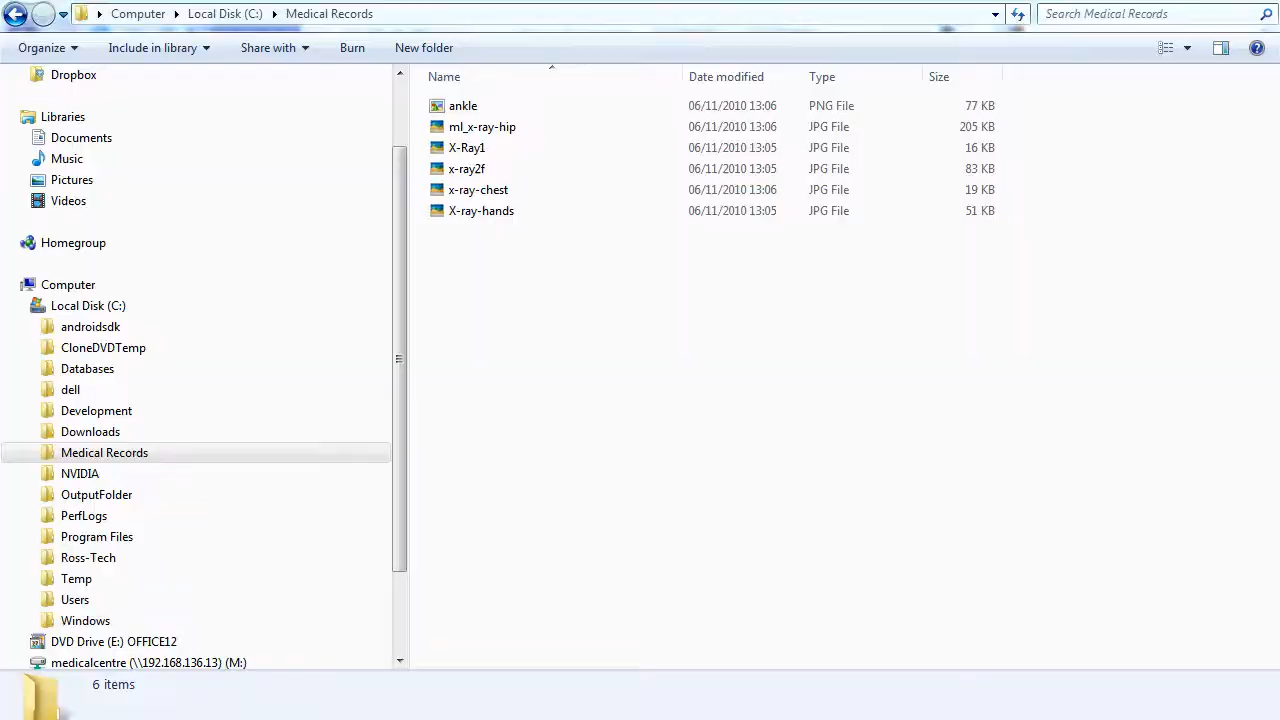 Computer Local Disk (C:) Medical Records Search Medical Records
Organize Include in library Share with Burn New folder
Dropbox
Libraries
Documents
Music
Pictures
Videos
Homegroup
Computer
Local Disk (C:)
androidsdk
CloneDVDTemp
Databases
dell
Development
Downloads
Medical Records
NVIDIA
OutputFolder
PerfLogs
Program Files
Ross-Tech
Temp
Users
Windows
DVD Drive (E:) OFFICE12
medicalcentre (\\192.168.136.13) (M:)
Name Date modified Type Size
ankle 06/11/2010 13:06 PNG File 77 KB
ml_x-ray-hip 06/11/2010 13:06 JPG File 205 KB
X-Ray1 06/11/2010 13:05 JPG File 16 KB
x-ray2f 06/11/2010 13:05 JPG File 83 KB
x-ray-chest 06/11/2010 13:06 JPG File 19 KB
X-ray-hands 06/11/2010 13:05 JPG File 51 KB
6 items